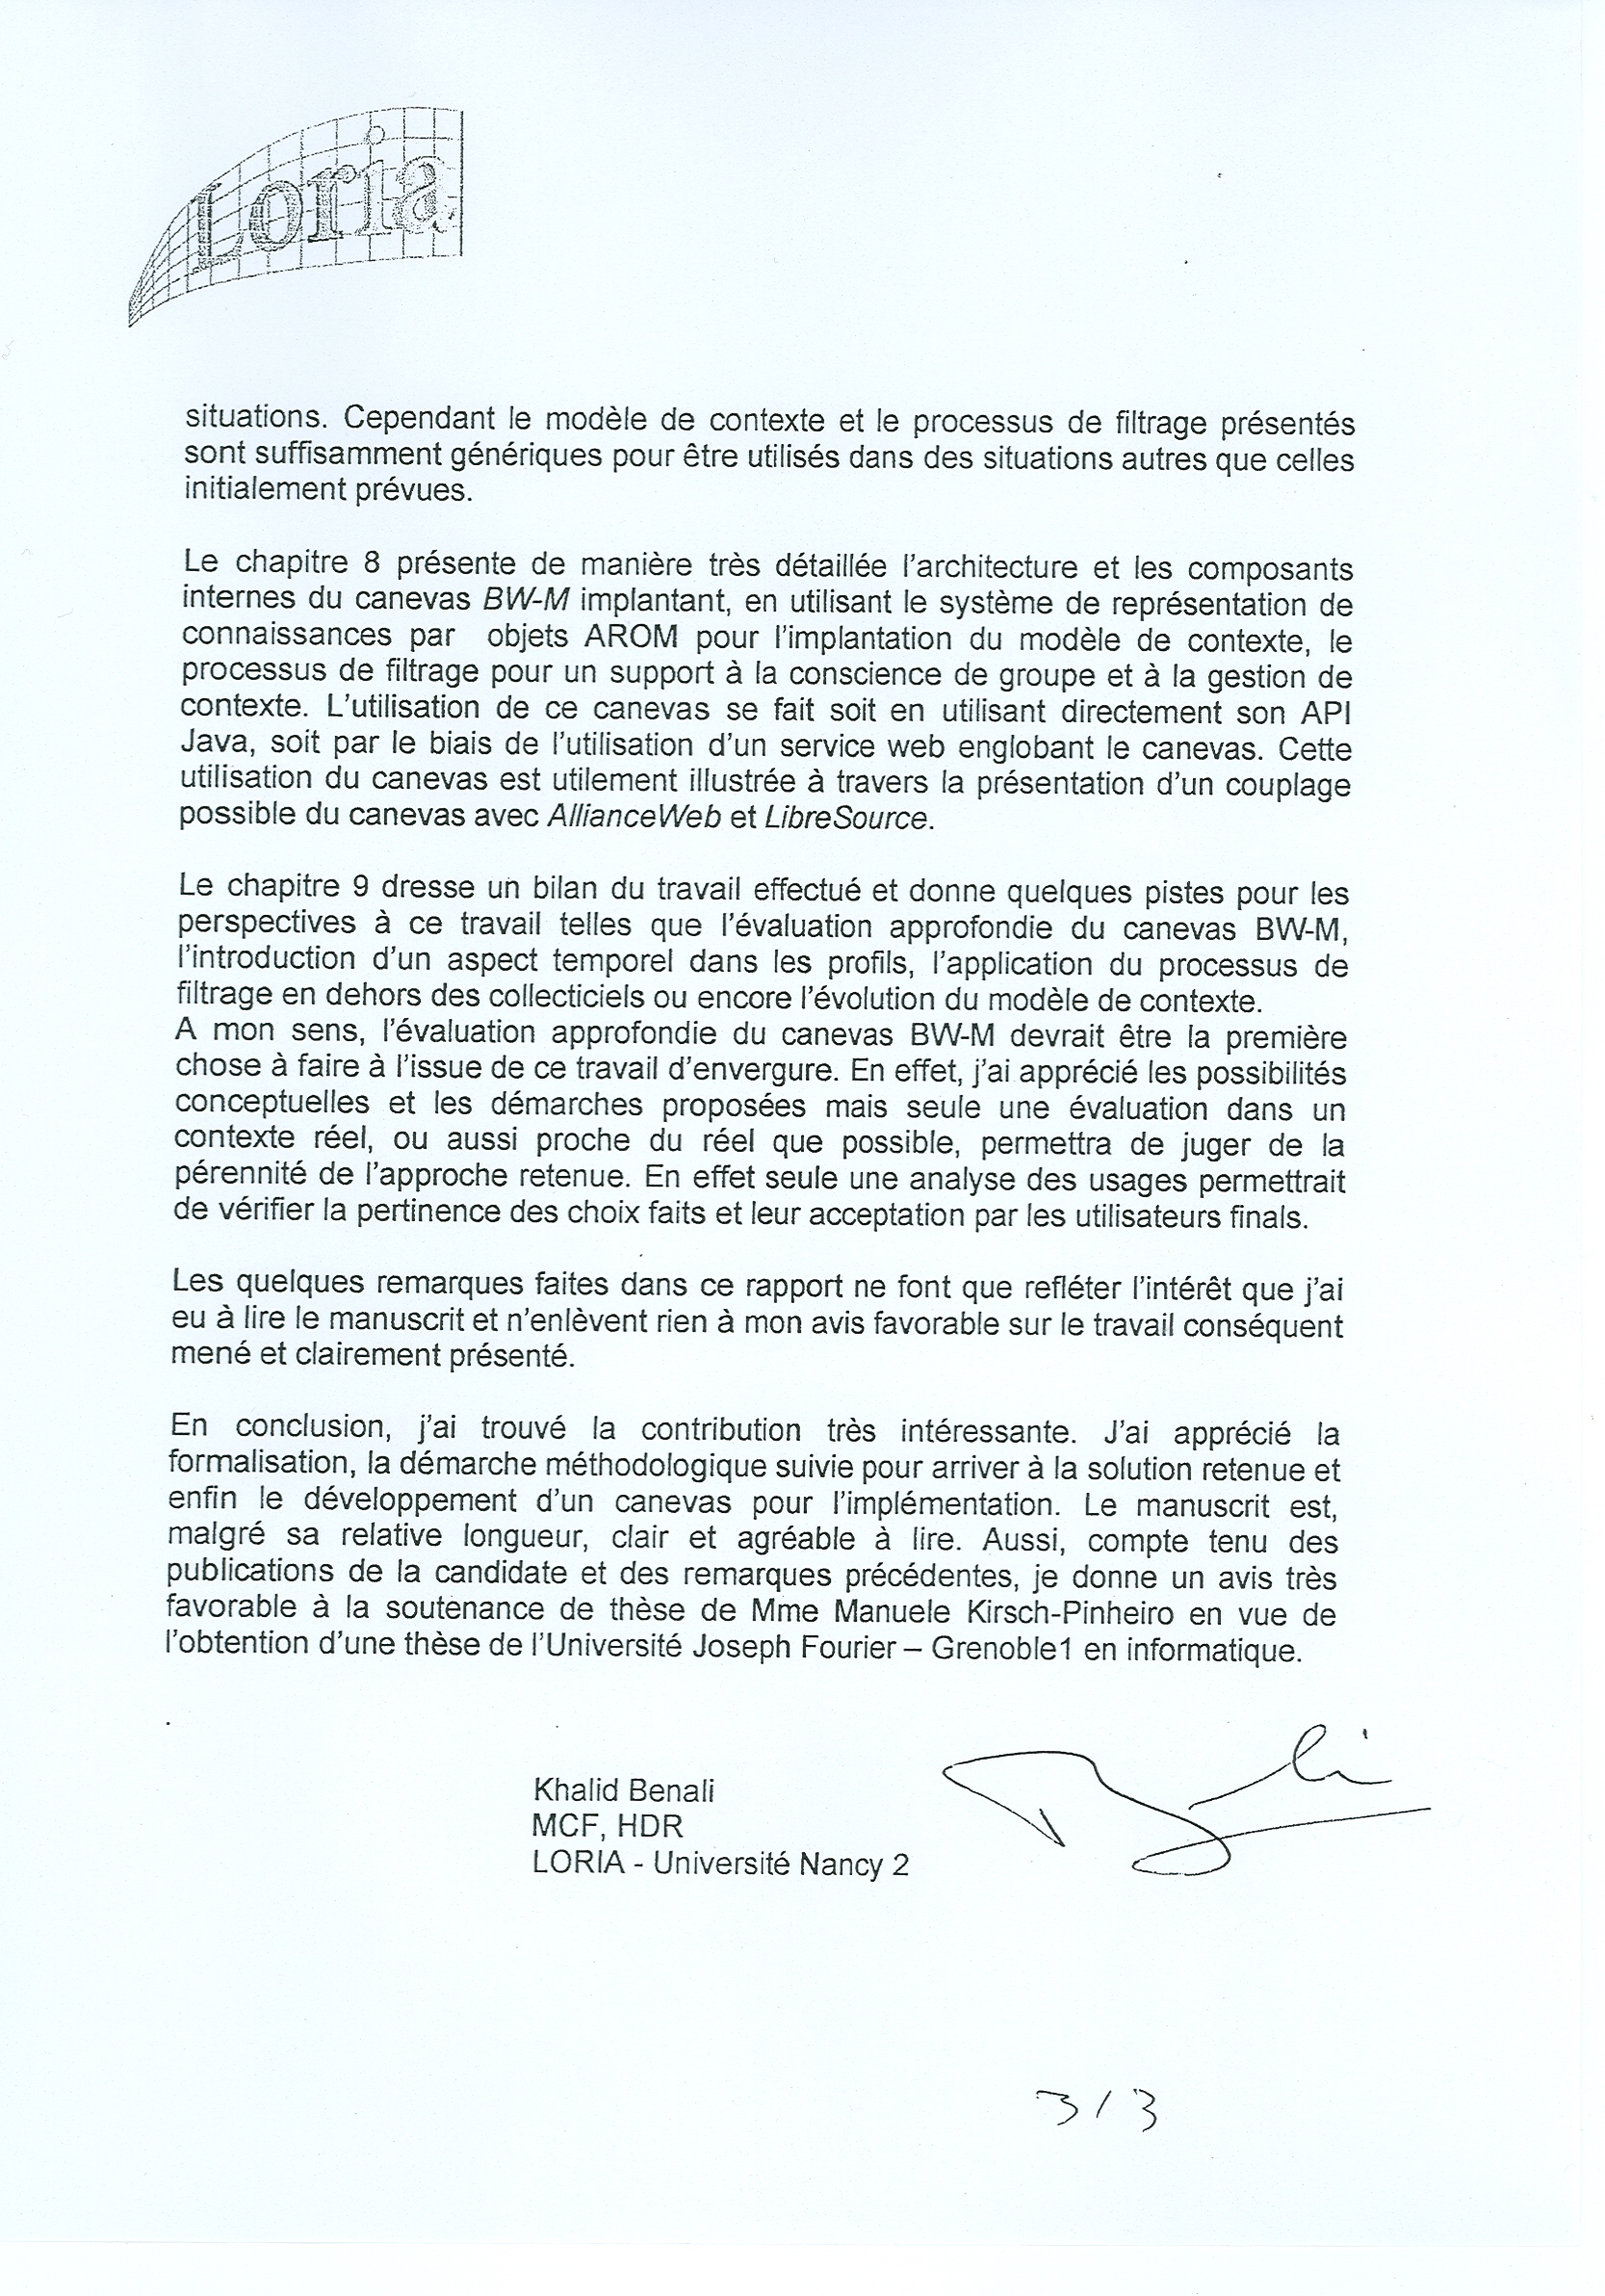 Loria
situations. Cependant le modèle de contexte et le processus de filtrage présentés
sont suffisamment génériques pour être utilisés dans des situations autres que celles
initialement prévues.
Le chapitre 8 présente de manière très détaillée l'architecture et les composants
internes du canevas BW-M implantant, en utilisant le système de représentation de
connaissances par objets AROM pour l'implantation du modèle de contexte, le
processus de filtrage pour un support à la conscience de groupe et à la gestion de
contexte. L'utilisation de ce canevas se fait soit en utilisant directement son API
Java, soit par le biais de l'utilisation d'un service web englobant le canevas. Cette
utilisation du canevas est utilement illustrée à travers la présentation d'un couplage
possible du canevas avec AllianceWeb et LibreSource.
Le chapitre 9 dresse un bilan du travail effectué et donne quelques pistes pour les
perspectives à ce travail telles que l'évaluation approfondie du canevas BW-M,
l'introduction d'un aspect temporel dans les profils, l'application du processus de
filtrage en dehors des collecticiels ou encore l'évolution du modèle de contexte.
A mon sens, l'évaluation approfondie du canevas BW-M devrait être la première
chose à faire à l'issue de ce travail d'envergure. En effet, j'ai apprécié les possibilités
conceptuelles et les démarches proposées mais seule une évaluation dans un
contexte réel, ou aussi proche du réel que possible, permettra de juger de la
pérennité de l'approche retenue. En effet seule une analyse des usages permettrait
de vérifier la pertinence des choix faits et leur acceptation par les utilisateurs finals.
Les quelques remarques faites dans ce rapport ne font que refléter l'intérêt que j'ai
eu à lire le manuscrit et n'enlèvent rien à mon avis favorable sur le travail conséquent
mené et clairement présenté.
En conclusion, j'ai trouvé la contribution très intéressante. J'ai apprécié la
formalisation, la démarche méthodologique suivie pour arriver à la solution retenue et
enfin le développement d'un canevas pour l'implémentation. Le manuscrit est,
malgré sa relative longueur, clair et agréable à lire. Aussi, compte tenu des
publications de la candidate et des remarques précédentes, je donne un avis très
favorable à la soutenance de thèse de Mme Manuele Kirsch-Pinheiro en vue de
l'obtention d'une thèse de l'Université Joseph Fourier – Grenoble1 en informatique.
Khalid Benali
MCF, HDR
LORIA - Université Nancy 2
3/3